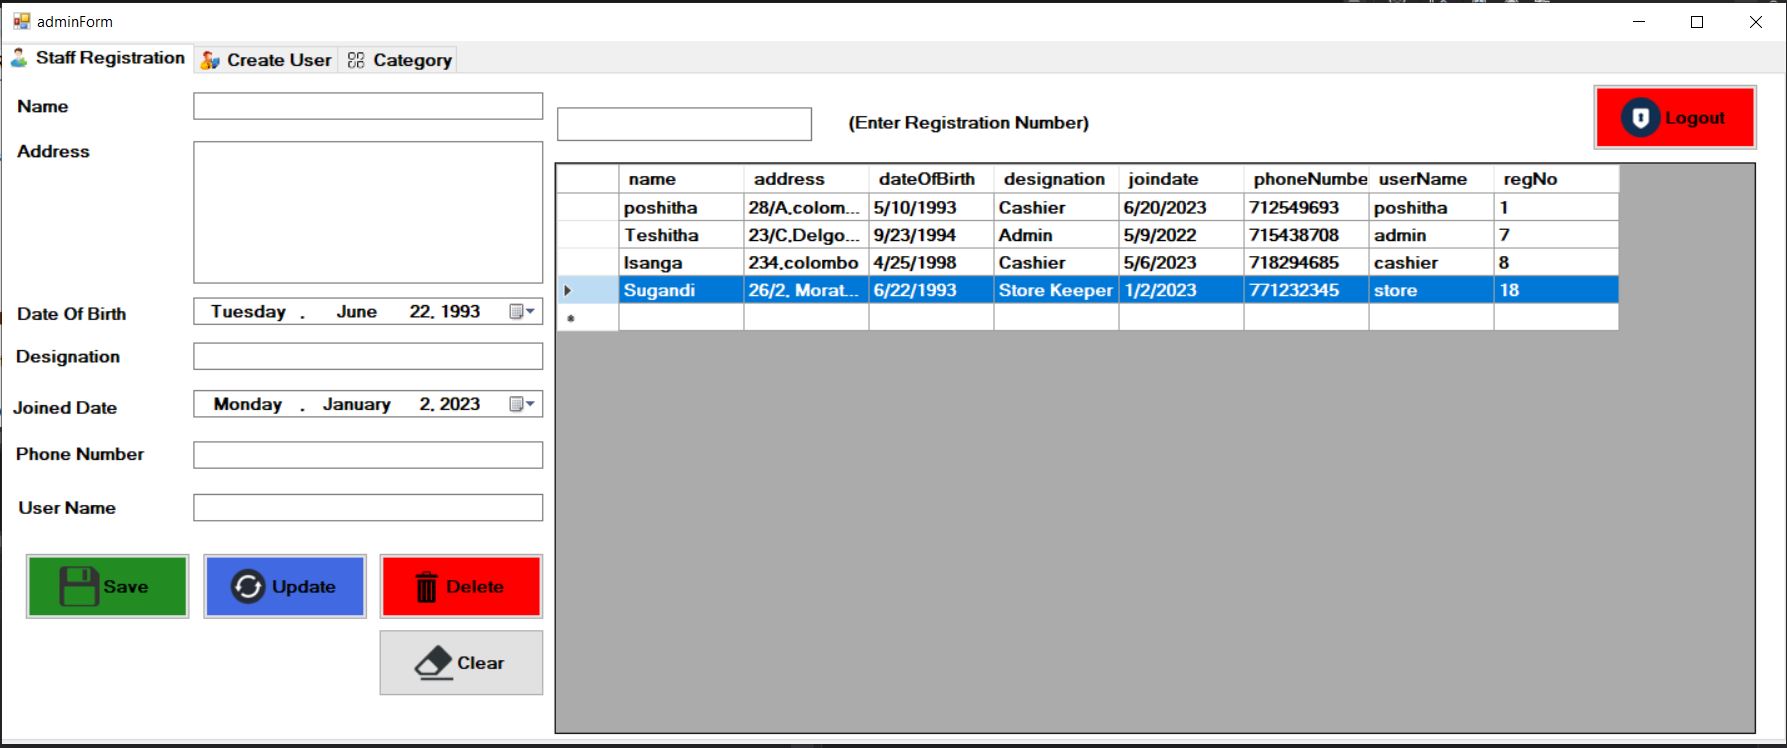 adminForm
Staff Registration Create User Category
Name
Address
Date Of Birth Tuesday , June 22, 1993
Designation
Joined Date Monday , January 2, 2023
Phone Number
User Name
Save Update Delete
Clear
(Enter Registration Number)
Logout
name address dateOfBirth designation joindate phoneNumbe userName regNo
poshitha 28/A,colom... 5/10/1993 Cashier 6/20/2023 712549693 poshitha 1
Teshitha 23/C,Delgo... 9/23/1994 Admin 5/9/2022 715438708 admin 7
Isanga 234,colombo 4/25/1998 Cashier 5/6/2023 718294685 cashier 8
Sugandi 26/2, Morat... 6/22/1993 Store Keeper 1/2/2023 771232345 store 18